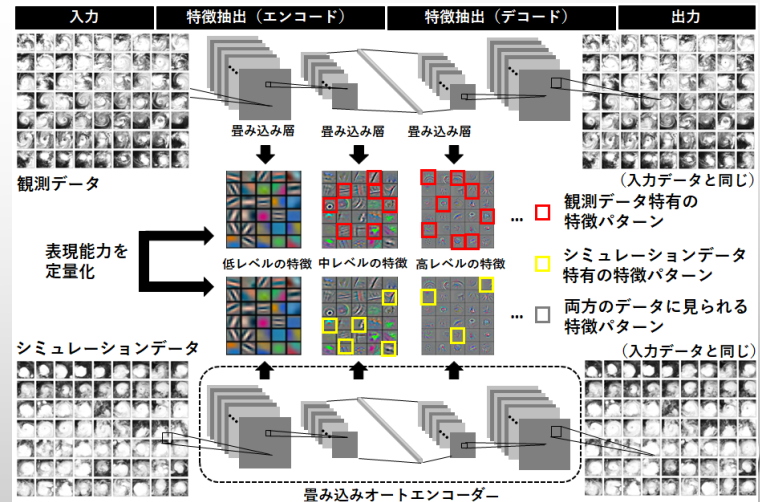 入力
特徴抽出（エンコード）
特徴抽出（デコード）
出力
畳み込み層
畳み込み層
畳み込み層
観測データ
（入力データと同じ）
表現能力を
定量化
低レベルの特徴
中レベルの特徴
高レベルの特徴
... 観測データ特有の
特徴パターン
シミュレーションデータ
特有の特徴パターン
... 両方のデータに見られる
特徴パターン
シミュレーションデータ
（入力データと同じ）
畳み込みオートエンコーダー